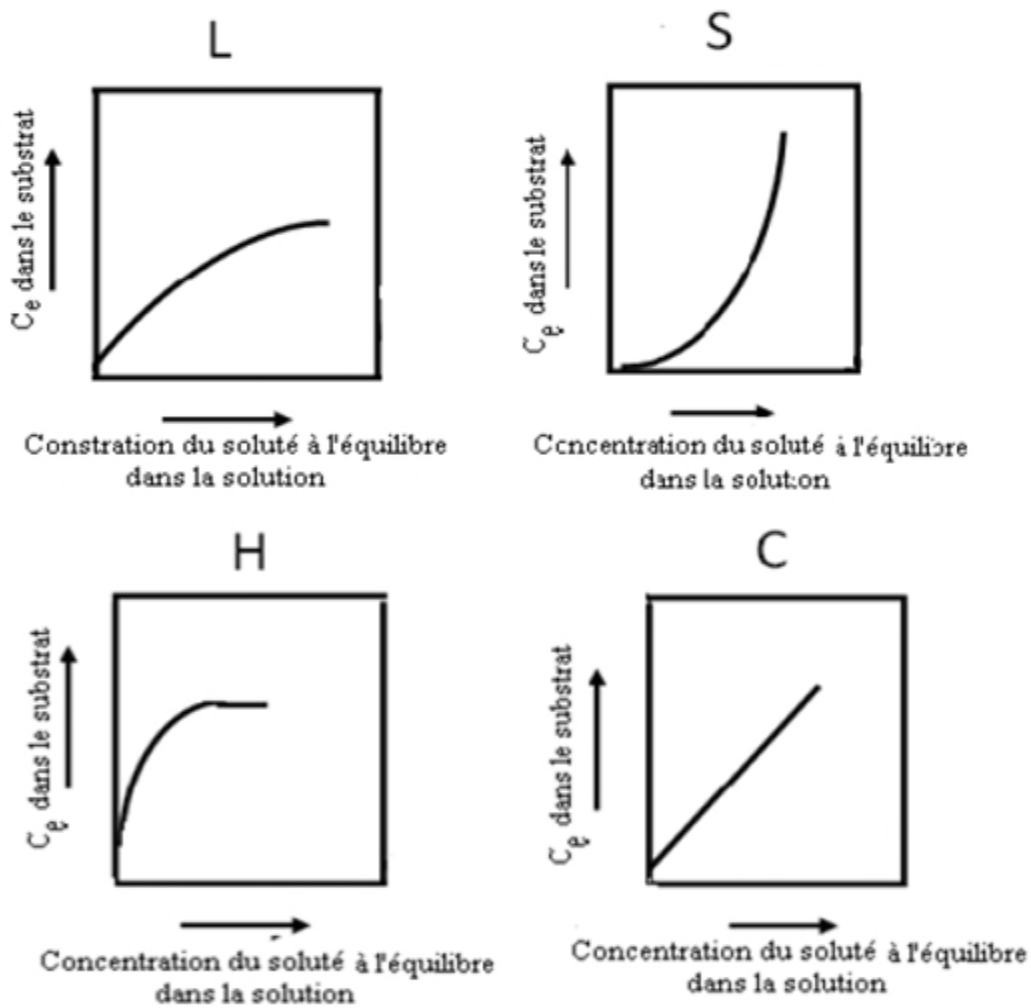 L
Ce dans le substrat
Constration du soluté à l'équilibre
dans la solution
S
Ce dans le substrat
Concentration du soluté à l'équilibre
dans la solution
H
Ce dans le substrat
Concentration du soluté à l'équilibre
dans la solution
C
Ce dans le substrat
Concentration du soluté à l'équilibre
dans la solution